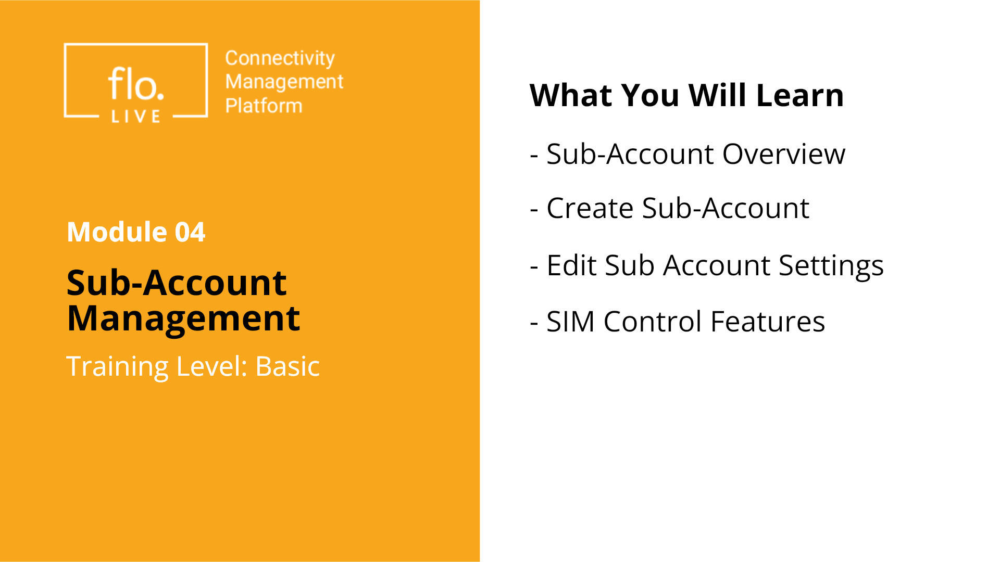 flo.
LIVE
Connectivity
Management
Platform
Module 04
Sub-Account
Management
Training Level: Basic
What You Will Learn
- Sub-Account Overview
- Create Sub-Account
- Edit Sub Account Settings
- SIM Control Features